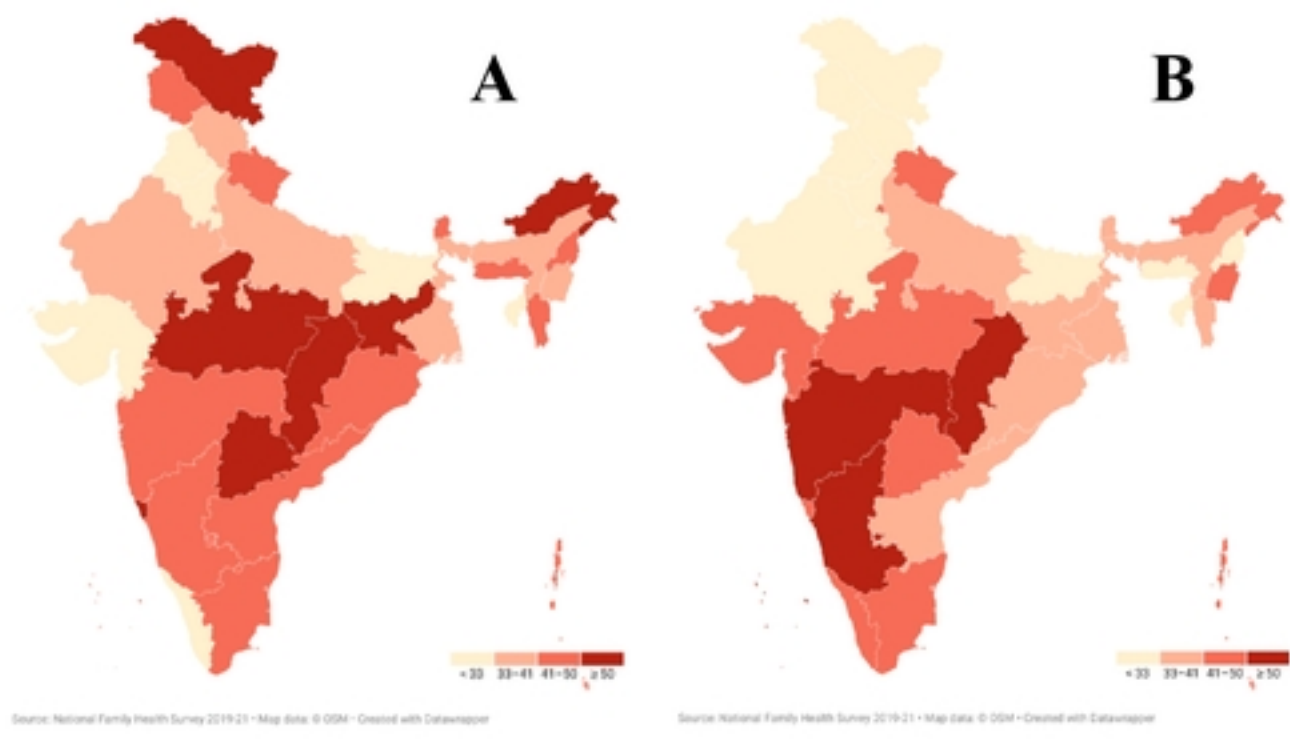 A
B
<33 33-41 41-50 ≥50
<33 33-41 41-50 ≥50
Source: National Family Health Survey 2019-21 • Map data: © OSM • Created with Datawrapper
Source: National Family Health Survey 2019-21 • Map data: © OSM • Created with Datawrapper